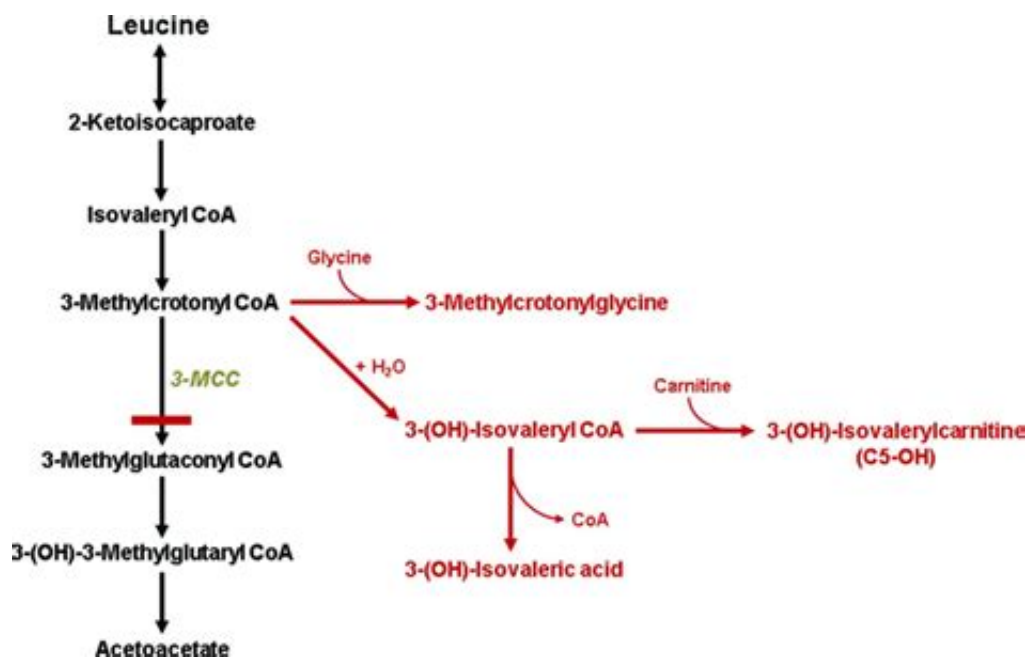 Leucine
2-Ketoisocaproate
Isovaleryl CoA
Glycine
3-Methylcrotonyl CoA
3-Methylcrotonylglycine
+ H₂O
3-MCC
Carnitine
3-(OH)-Isovaleryl CoA
3-(OH)-Isovalerylcarnitine
(C5-OH)
3-Methylglutaconyl CoA
CoA
3-(OH)-3-Methylglutaryl CoA
3-(OH)-Isovaleric acid
Acetoacetate